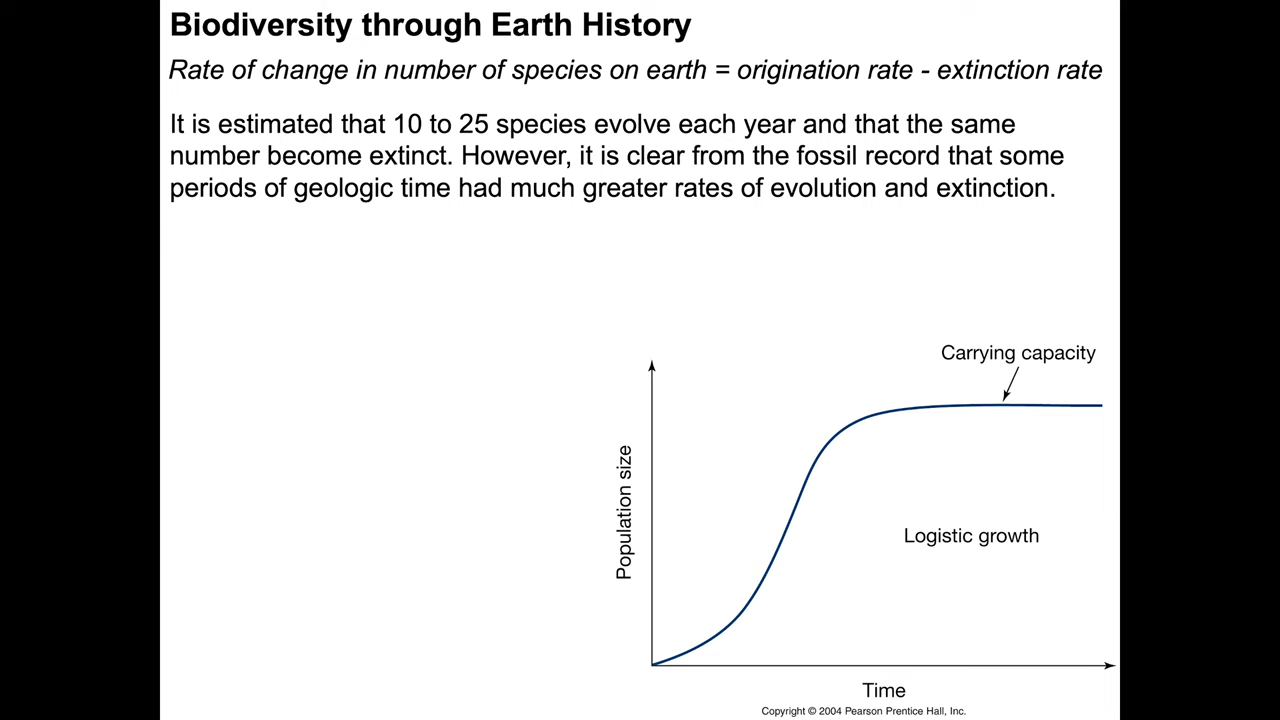 Biodiversity through Earth History
Rate of change in number of species on earth = origination rate - extinction rate
It is estimated that 10 to 25 species evolve each year and that the same
number become extinct. However, it is clear from the fossil record that some
periods of geologic time had much greater rates of evolution and extinction.
Carrying capacity
Population size
Logistic growth
Time
Copyright © 2004 Pearson Prentice Hall, Inc.